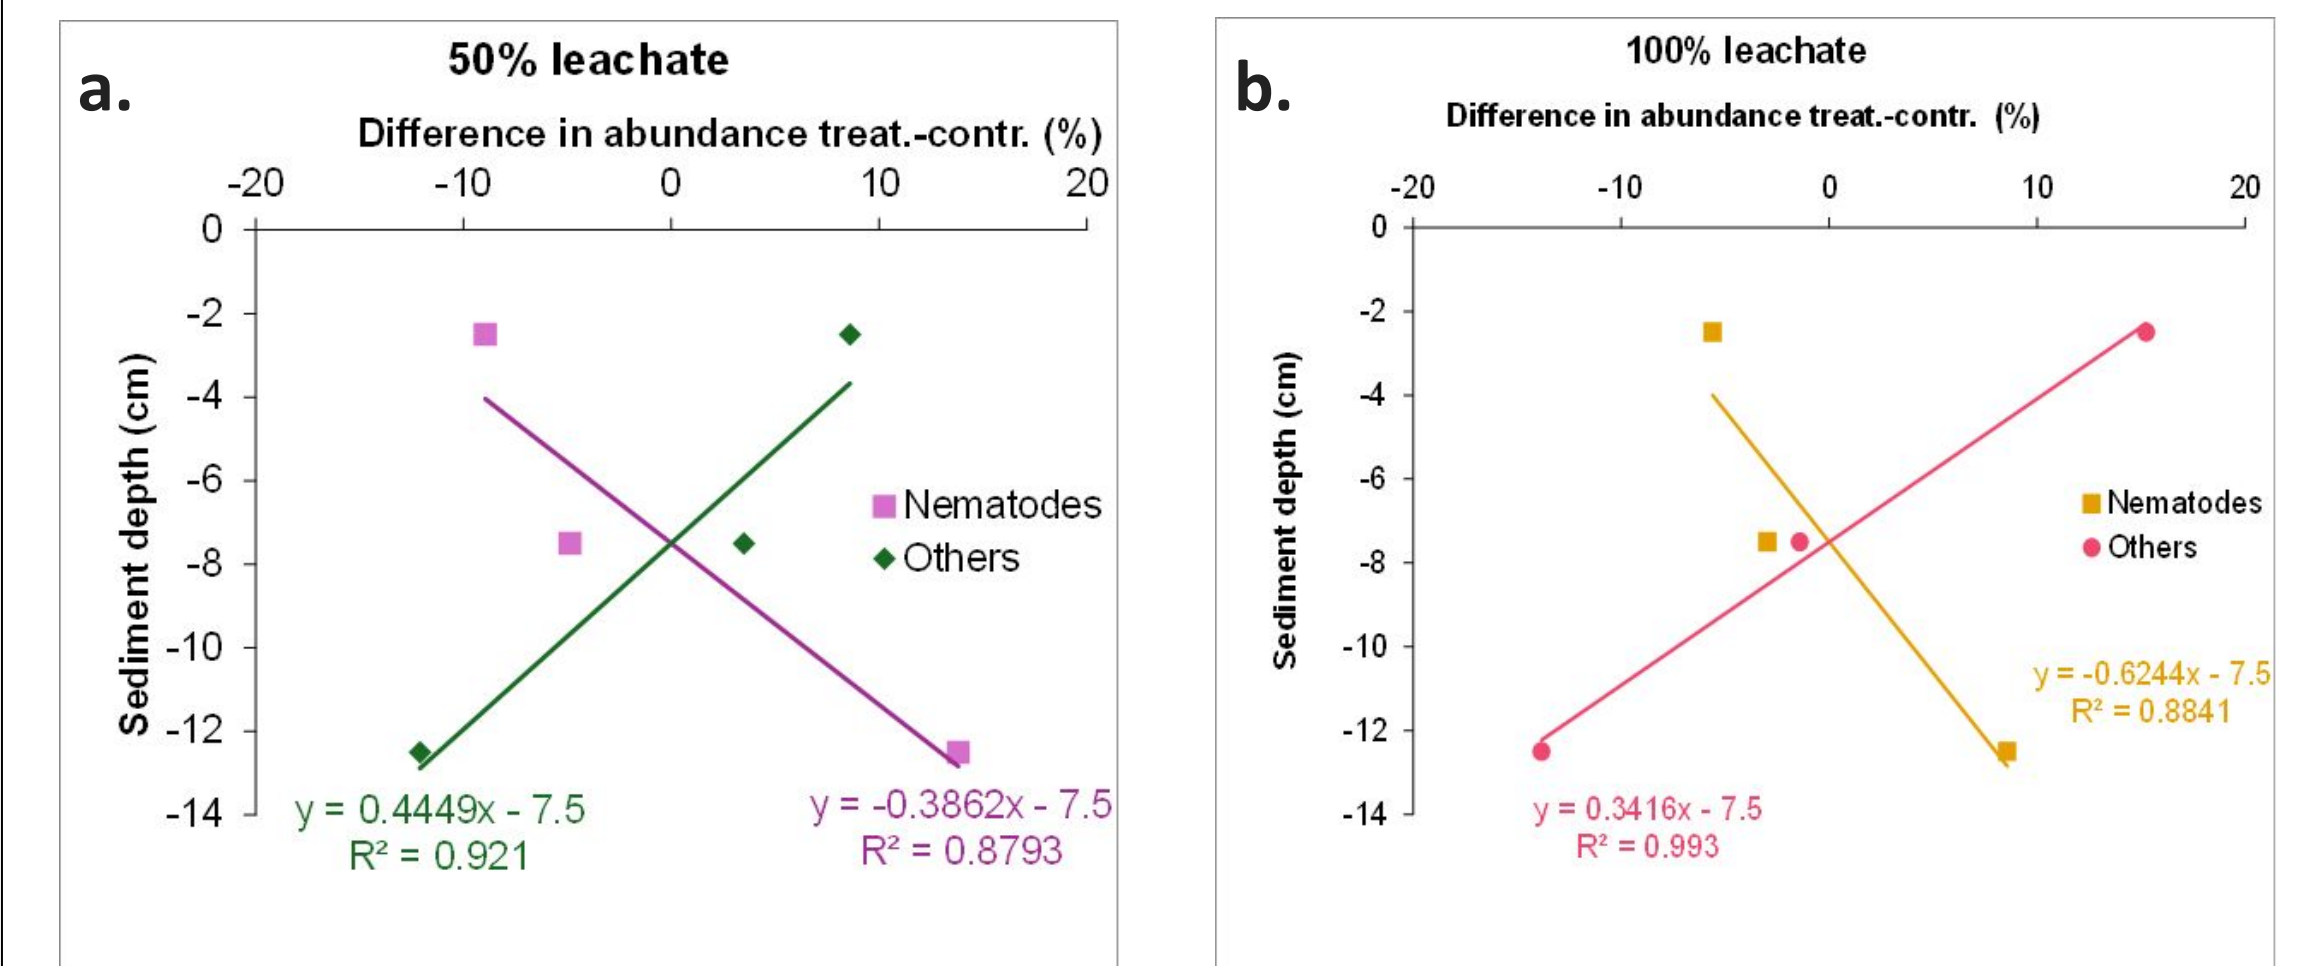 a.
50% leachate
Difference in abundance treat.-contr. (%)
-20 -10 0 10 20
0
-2
-4
-6
-8
-10
-12
-14
Sediment depth (cm)
Nematodes
Others
y = 0.4449x - 7.5
R² = 0.921
y = -0.3862x - 7.5
R² = 0.8793
b.
100% leachate
Difference in abundance treat.-contr. (%)
-20 -10 0 10 20
0
-2
-4
-6
-8
-10
-12
-14
Sediment depth (cm)
Nematodes
Others
y = -0.6244x - 7.5
R² = 0.8841
y = 0.3416x - 7.5
R² = 0.993